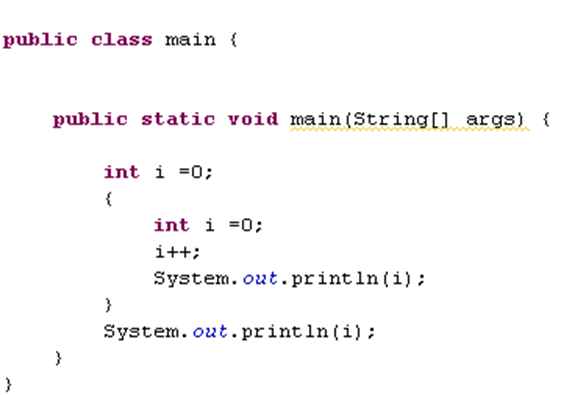 public class main {
public static void main(String[] args) {
int i =0;
{
int i =0;
i++;
System.out.println(i);
}
System.out.println(i);
}
}